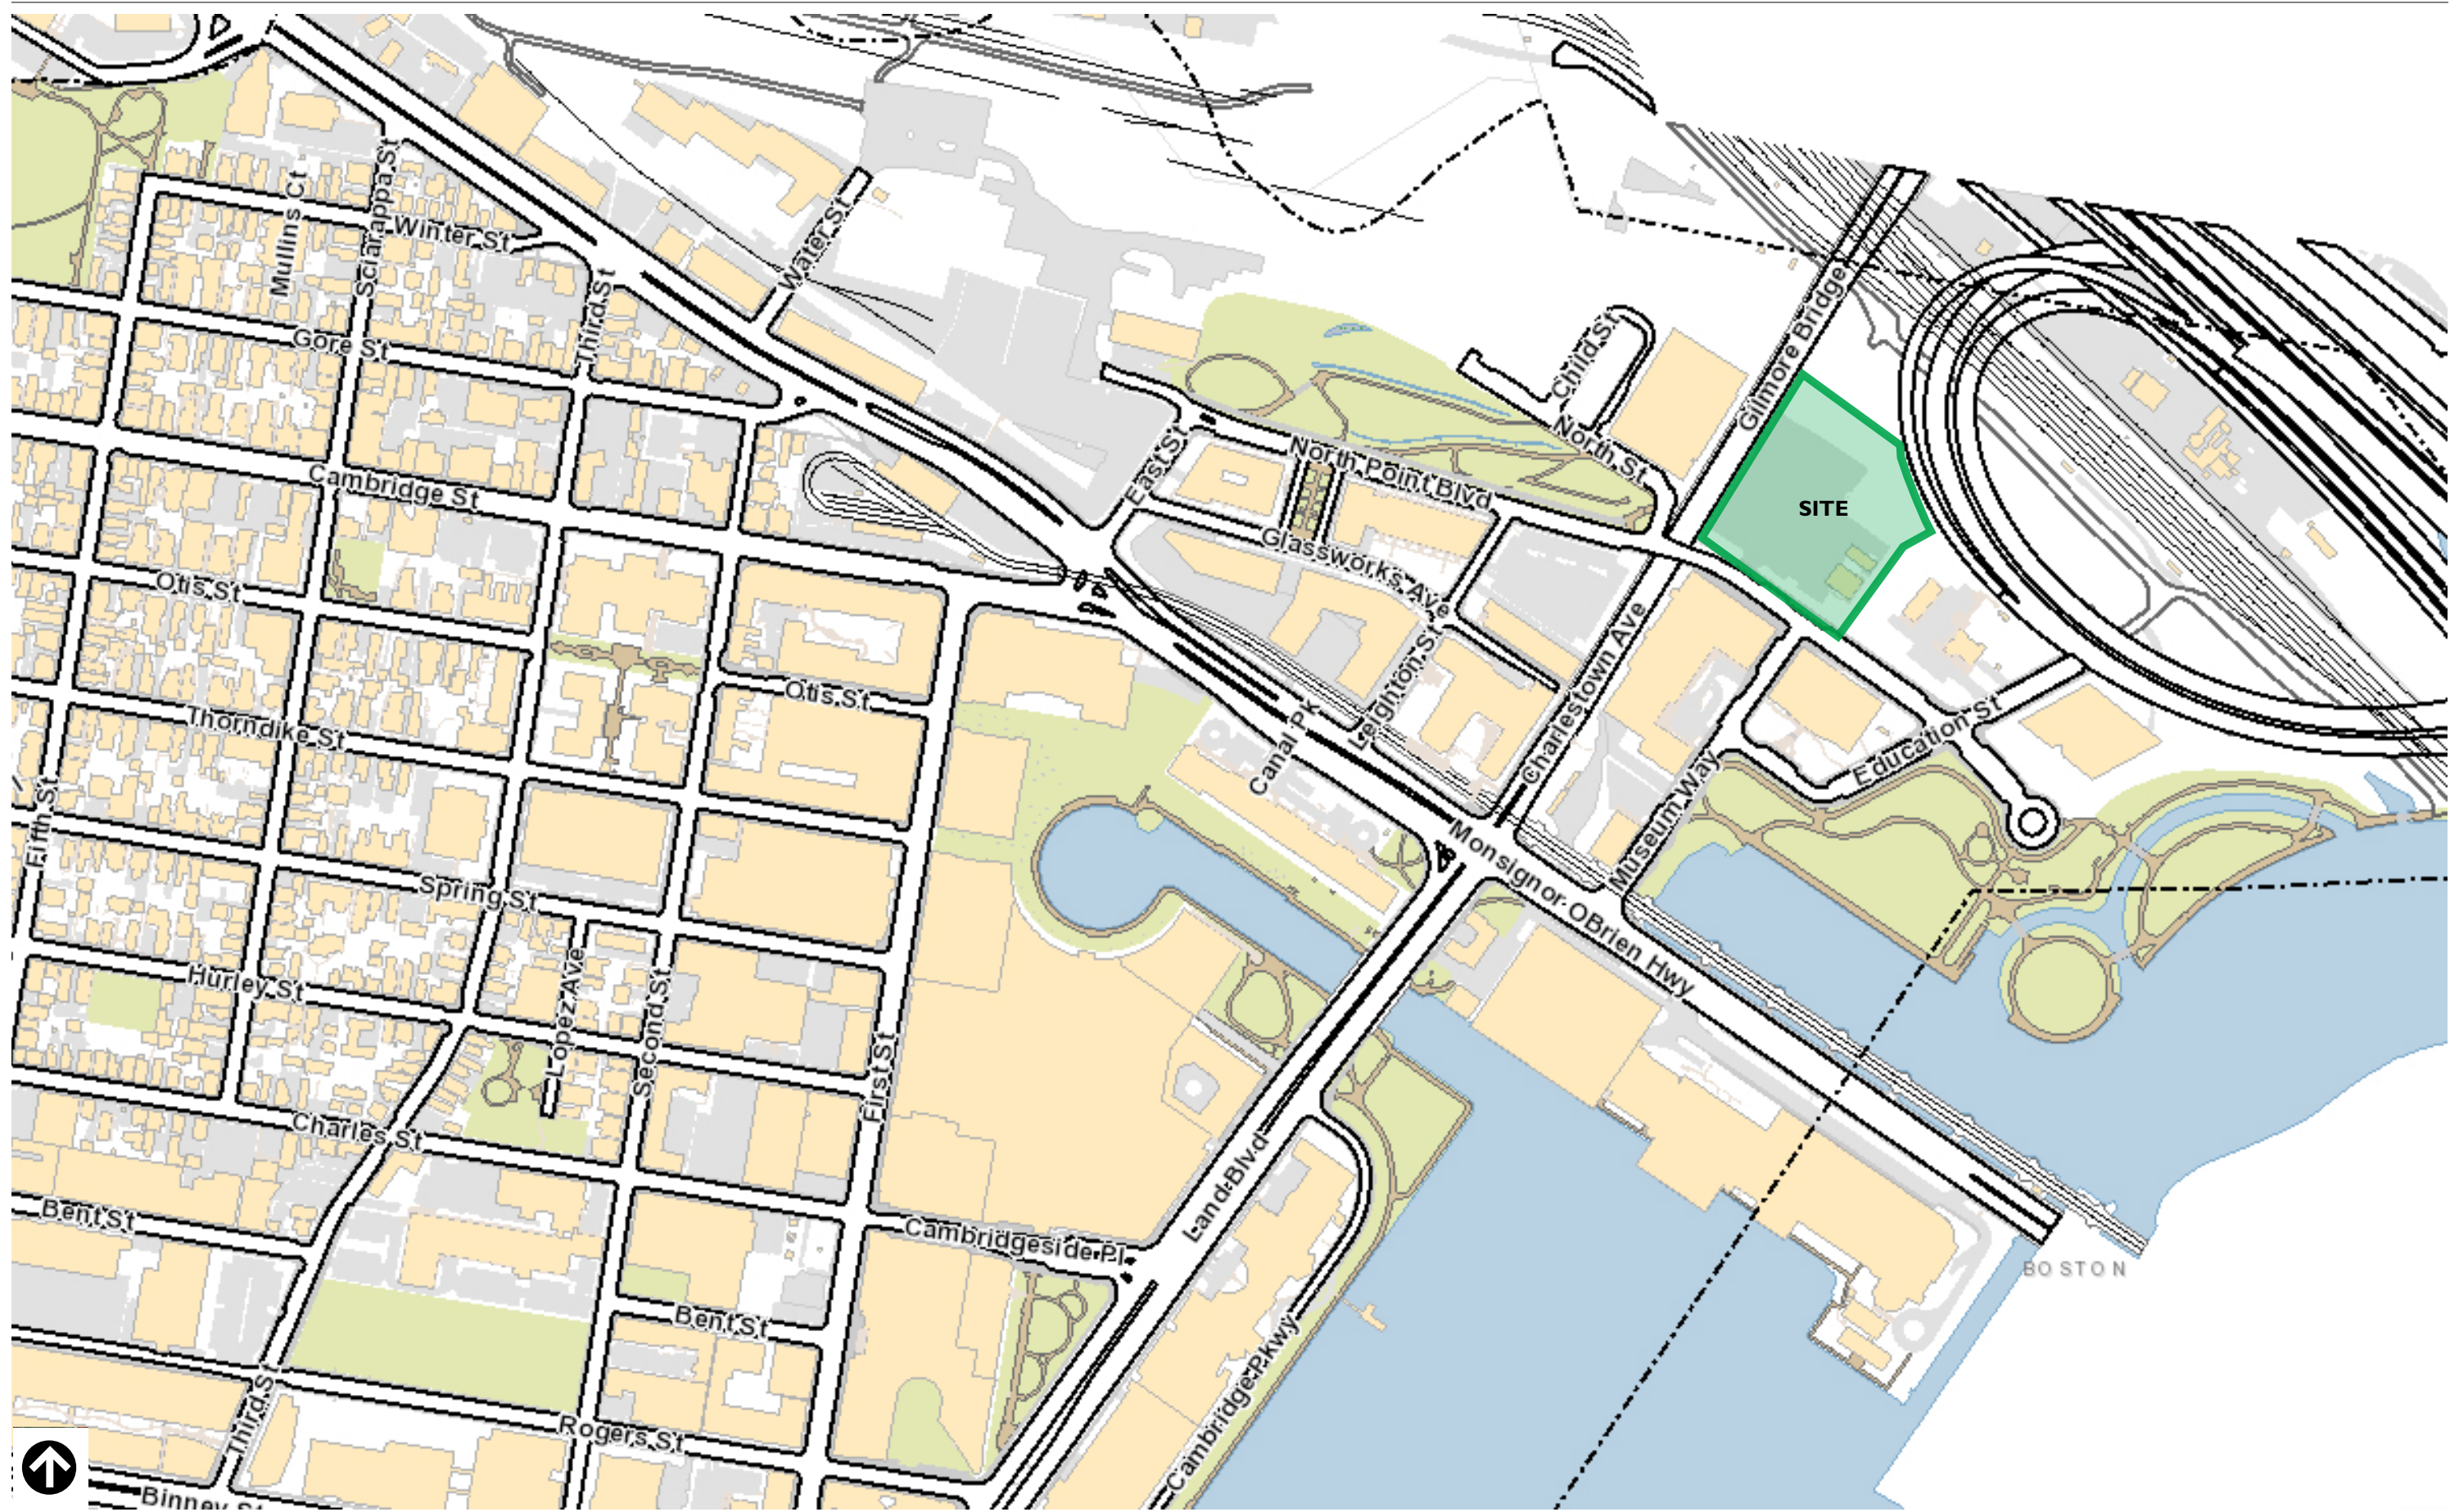 Mullins Ct
Sciarappa St
Winter St
Water St
Third St
Gore St
Gilmore Bridge
Child St
North St
East St
North Point Blvd
SITE
Cambridge St
Glassworks Ave
Otis St
Otis St
Leighton St
Charlestown Ave
Thorndike St
Canal Pk
Education St
Museum Way
Fifth St
Monsignor OBrien Hwy
Spring St
Hurley St
Lopez Ave
Second St
First St
Charles St
Land Blvd
Bent St
Cambridgeside Pl
BOSTON
Bent St
Cambridge Pkwy
Third St
Rogers St
Binney St